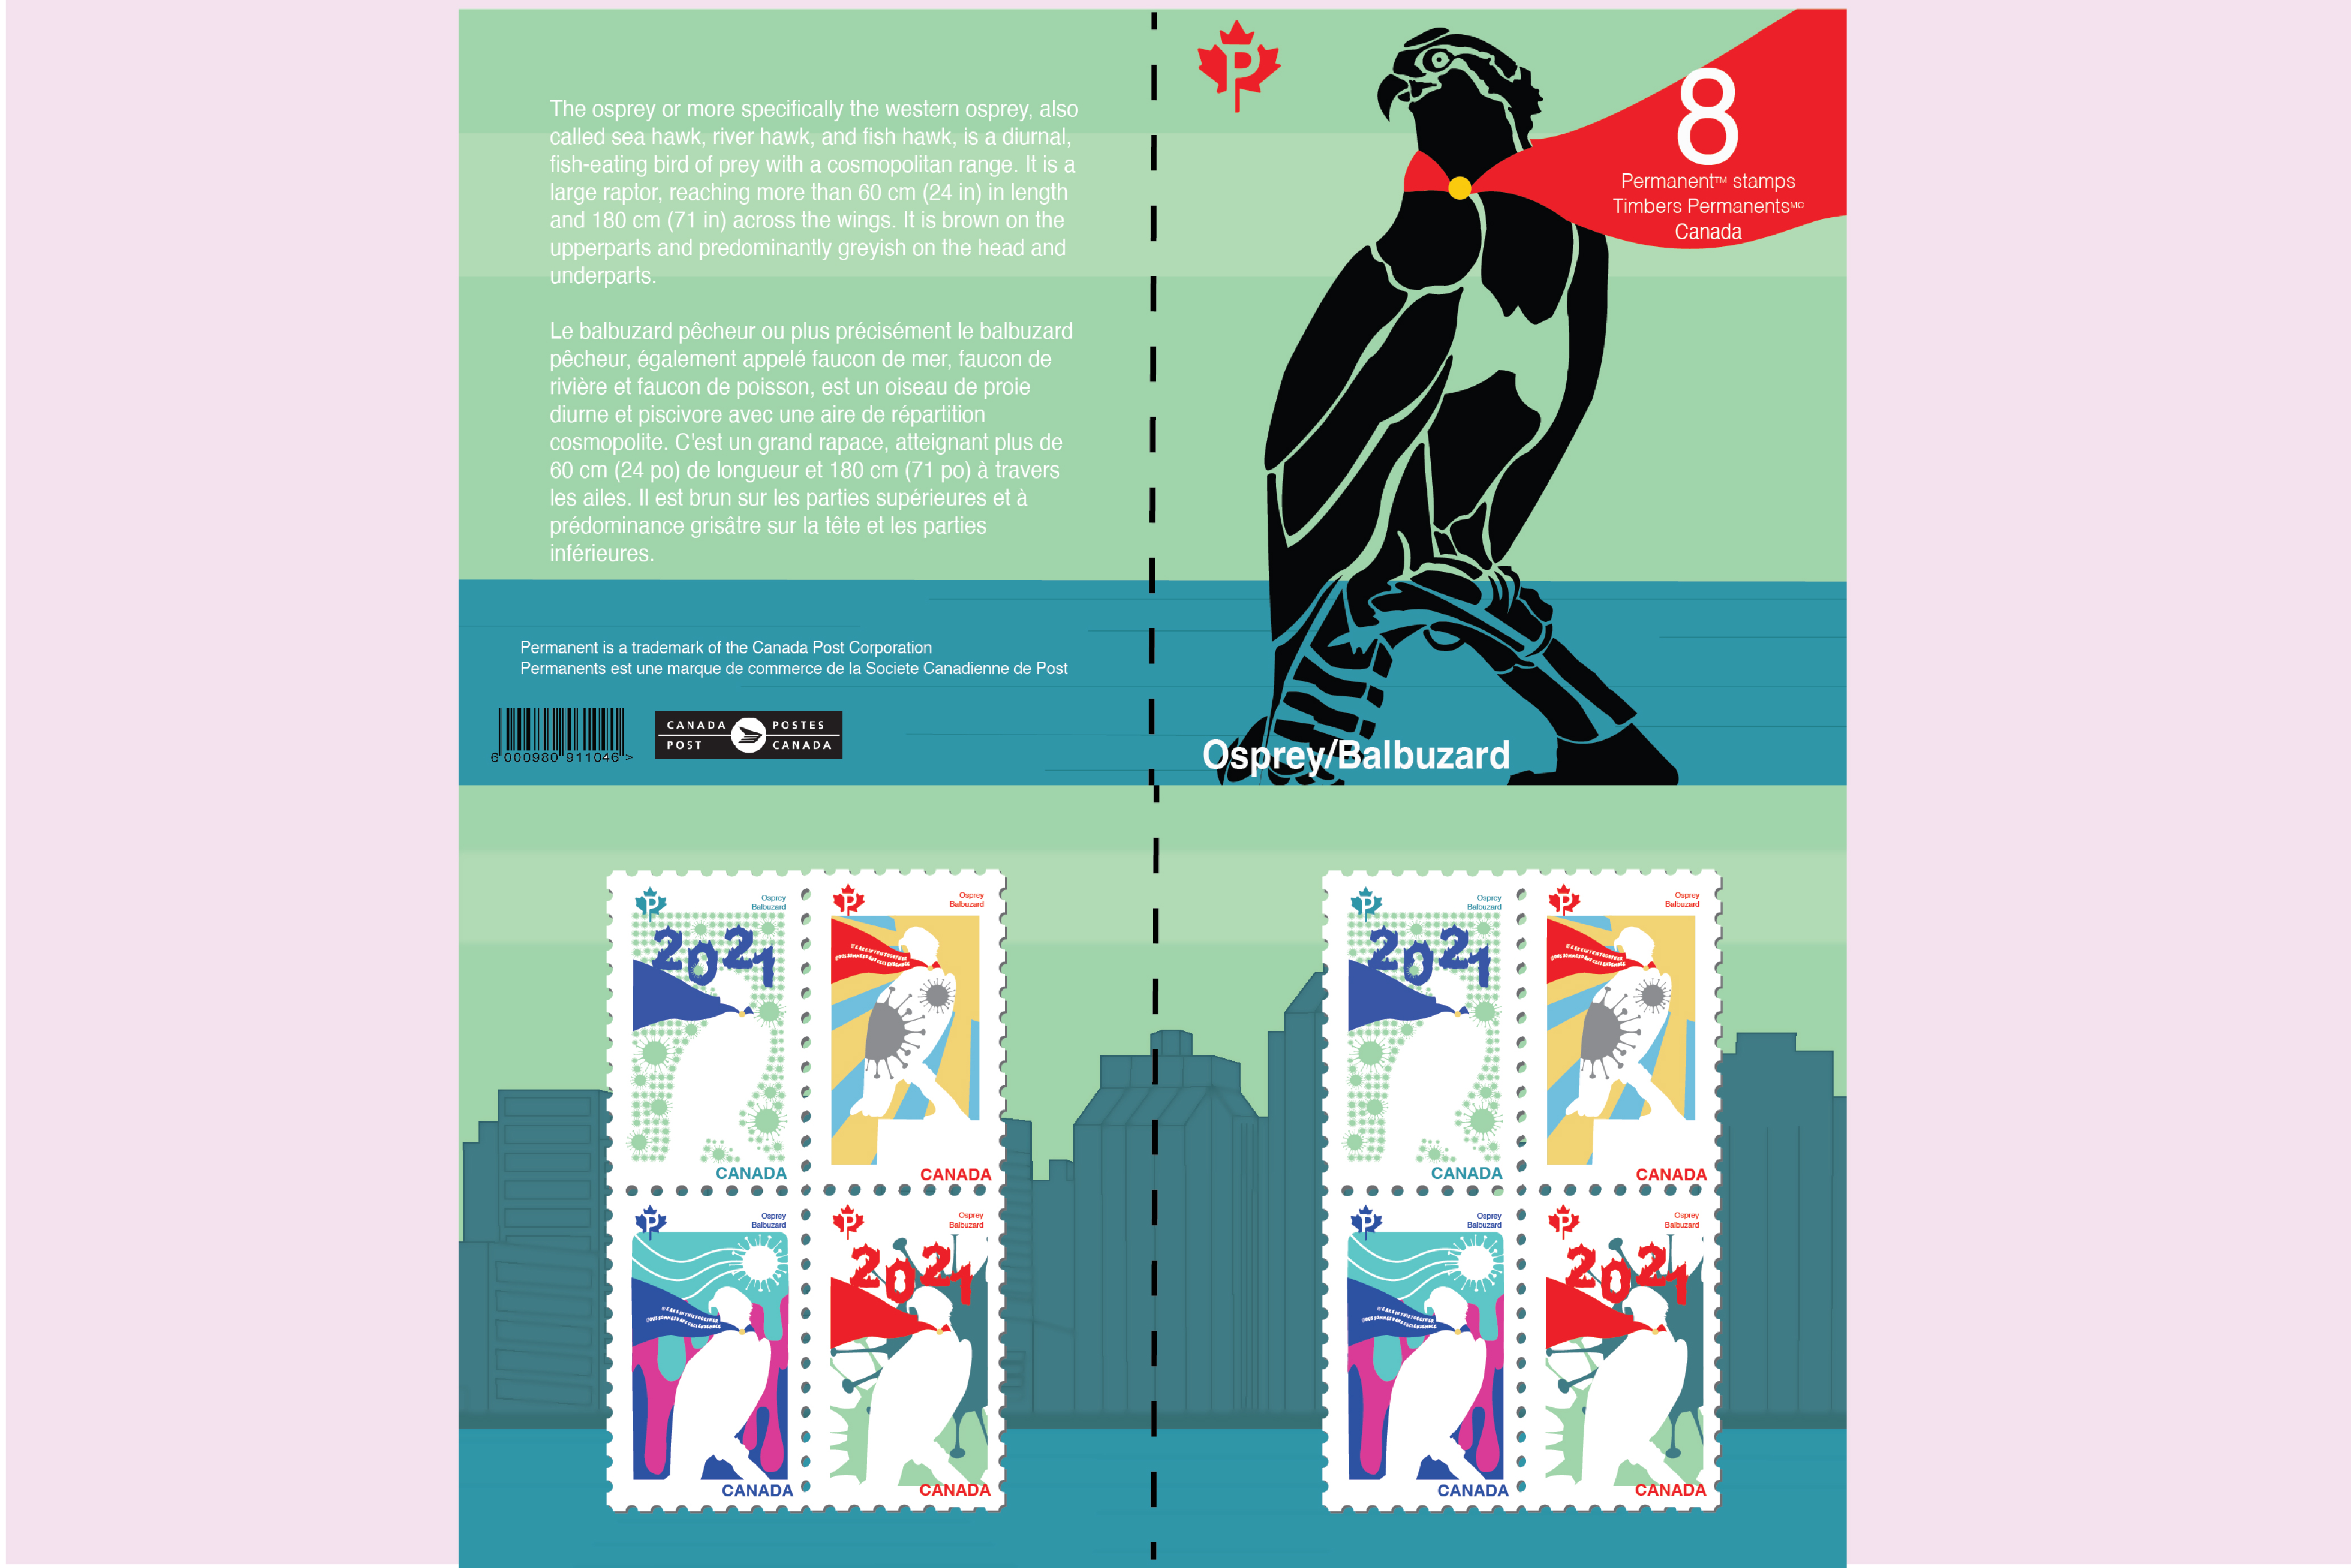 The osprey or more specifically the western osprey, also
called sea hawk, river hawk, and fish hawk, is a diurnal,
fish-eating bird of prey with a cosmopolitan range. It is a
large raptor, reaching more than 60 cm (24 in) in length
and 180 cm (71 in) across the wings. It is brown on the
upperparts and predominantly greyish on the head and
underparts.
Le balbuzard pêcheur ou plus précisément le balbuzard
pêcheur, également appelé faucon de mer, faucon de
rivière et faucon de poisson, est un oiseau de proie
diurne et piscivore avec une aire de répartition
cosmopolite. C'est un grand rapace, atteignant plus de
60 cm (24 po) de longueur et 180 cm (71 po) à travers
les ailes. Il est brun sur les parties supérieures et à
prédominance grisâtre sur la tête et les parties
inférieures.
Permanent is a trademark of the Canada Post Corporation
Permanents est une marque de commerce de la Societe Canadienne de Post
6 000980 911046 >
CANADA POSTES
POST CANADA
P
8
Permanent™ stamps
Timbers Permanentsᴹᶜ
Canada
Osprey/Balbuzard
P
Osprey
Balbuzard
2021
CANADA
P
Osprey
Balbuzard
CANADA
P
Osprey
Balbuzard
CANADA
P
Osprey
Balbuzard
2021
CANADA
P
Osprey
Balbuzard
2021
CANADA
P
Osprey
Balbuzard
CANADA
P
Osprey
Balbuzard
CANADA
P
Osprey
Balbuzard
2021
CANADA